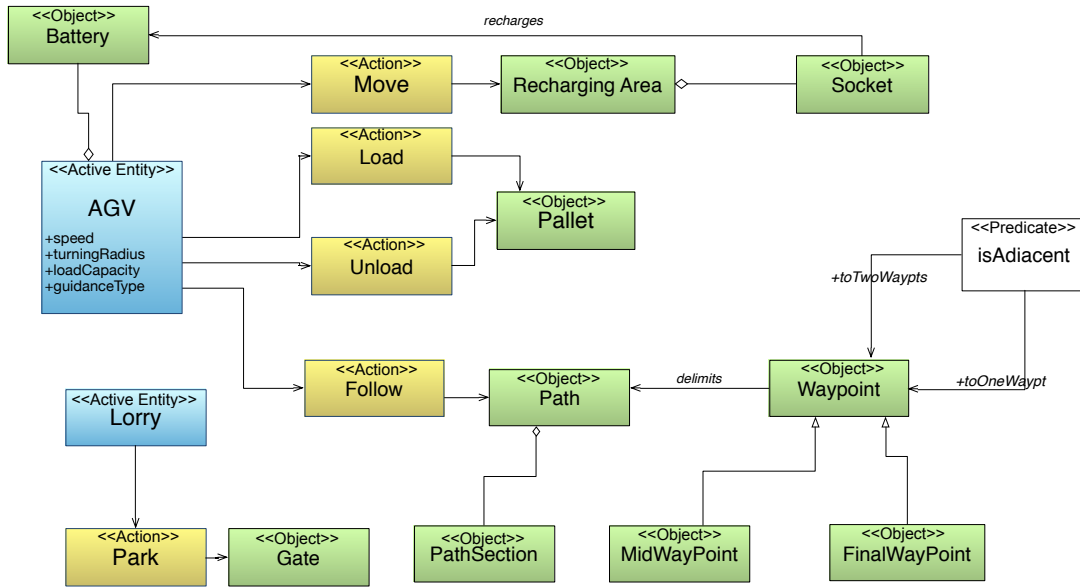 <<Object>>
Battery
recharges
<<Action>>
Move
<<Object>>
Recharging Area
<<Object>>
Socket
<<Action>>
Load
<<Active Entity>>
AGV
+speed
+turningRadius
+loadCapacity
+guidanceType
<<Object>>
Pallet
<<Action>>
Unload
<<Predicate>>
isAdiacent
+toTwoWaypts
<<Action>>
Follow
<<Object>>
Path
delimits
<<Object>>
Waypoint
+toOneWaypt
<<Active Entity>>
Lorry
<<Action>>
Park
<<Object>>
Gate
<<Object>>
PathSection
<<Object>>
MidWayPoint
<<Object>>
FinalWayPoint